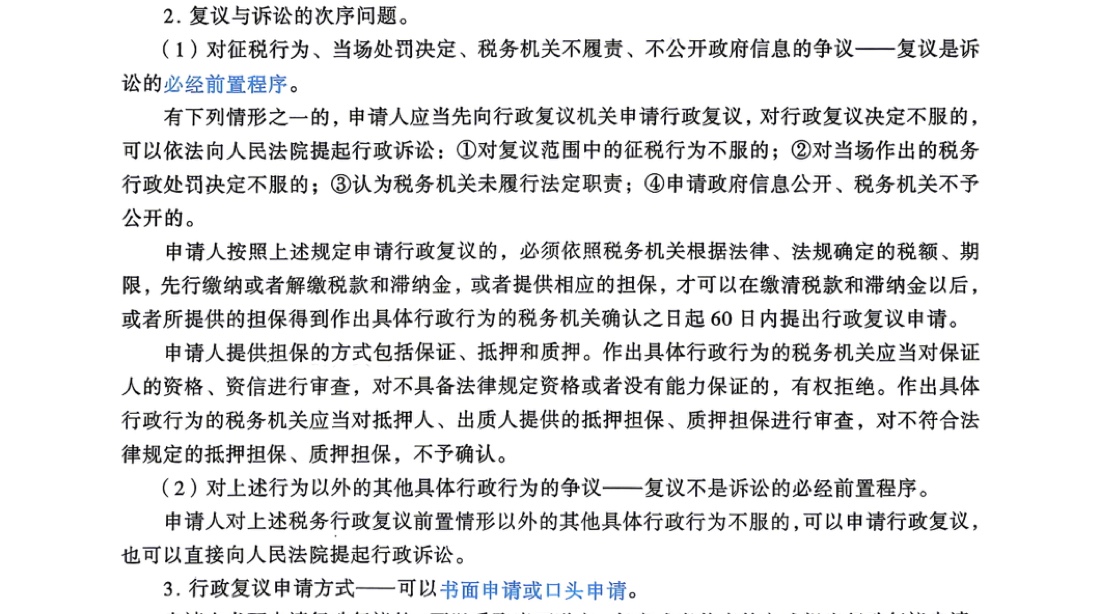 2. 复议与诉讼的次序问题。
（1）对征税行为、当场处罚决定、税务机关不履责、不公开政府信息的争议——复议是诉
讼的必经前置程序。
有下列情形之一的，申请人应当先向行政复议机关申请行政复议，对行政复议决定不服的，
可以依法向人民法院提起行政诉讼：①对复议范围中的征税行为不服的；②对当场作出的税务
行政处罚决定不服的；③认为税务机关未履行法定职责；④申请政府信息公开、税务机关不予
公开的。
申请人按照上述规定申请行政复议的，必须依照税务机关根据法律、法规确定的税额、期
限，先行缴纳或者解缴税款和滞纳金，或者提供相应的担保，才可以在缴清税款和滞纳金以后，
或者所提供的担保得到作出具体行政行为的税务机关确认之日起 60 日内提出行政复议申请。
申请人提供担保的方式包括保证、抵押和质押。作出具体行政行为的税务机关应当对保证
人的资格、资信进行审查，对不具备法律规定资格或者没有能力保证的，有权拒绝。作出具体
行政行为的税务机关应当对抵押人、出质人提供的抵押担保、质押担保进行审查，对不符合法
律规定的抵押担保、质押担保，不予确认。
（2）对上述行为以外的其他具体行政行为的争议——复议不是诉讼的必经前置程序。
申请人对上述税务行政复议前置情形以外的其他具体行政行为不服的，可以申请行政复议，
也可以直接向人民法院提起行政诉讼。
3. 行政复议申请方式——可以书面申请或口头申请。